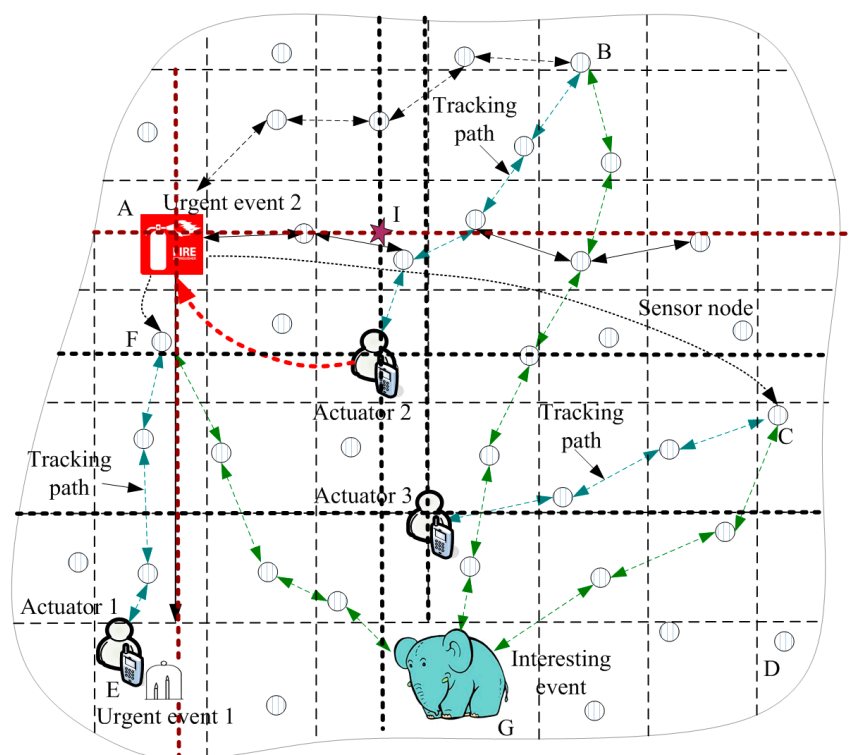 B
Tracking
path
A
Urgent event 2
I
FIRE
Sensor node
F
Actuator 2
Tracking
path
C
Tracking
path
Actuator 3
Actuator 1
Interesting
event
D
E
G
Urgent event 1